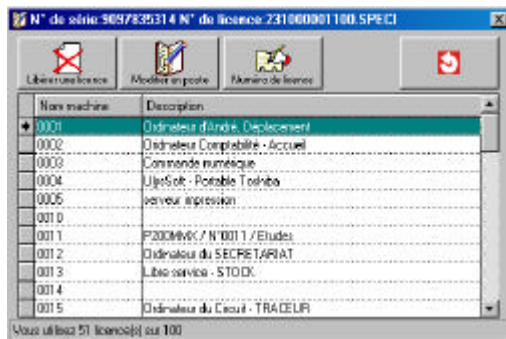 N° de série:9097835314 N° de licence:231000001100.SPECI
Libérer une licence Modifier un poste Numéro de licence
Nom machine Description
0001 Ordinateur d'André, Déplacement
0002 Ordinateur Comptabilité - Accueil
0003 Commande numérique
0004 UlysSoft - Portable Toshiba
0005 serveur impression
0010
0011 P200MMX / N°0011 / Etudes
0012 Ordinateur du SECRETARIAT
0013 Libre service - STOCK
0014
0015 Ordinateur du Circuit - TRACEUR
Vous utilisez 51 licence(s) sur 100